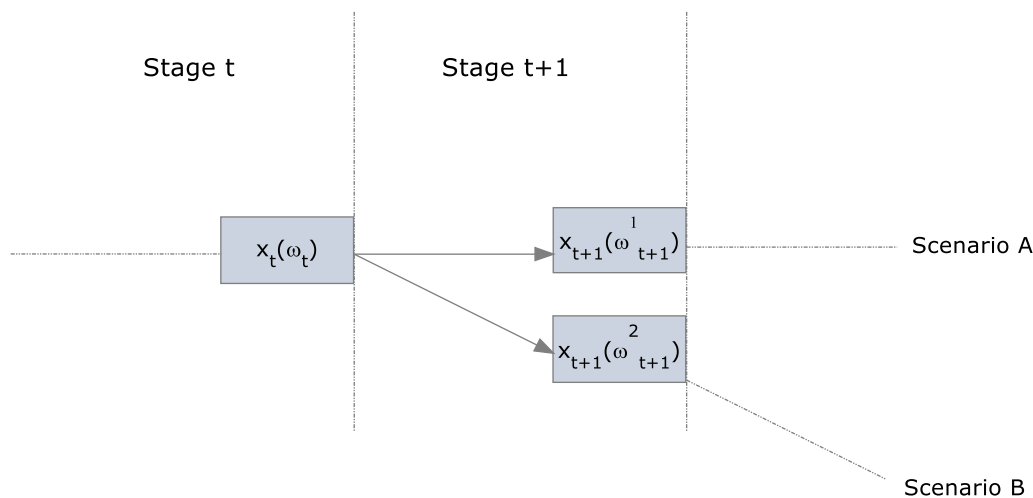 Stage t
Stage t+1
x_t(ω_t)
x_{t+1}(ω^1_{t+1})
Scenario A
x_{t+1}(ω^2_{t+1})
Scenario B